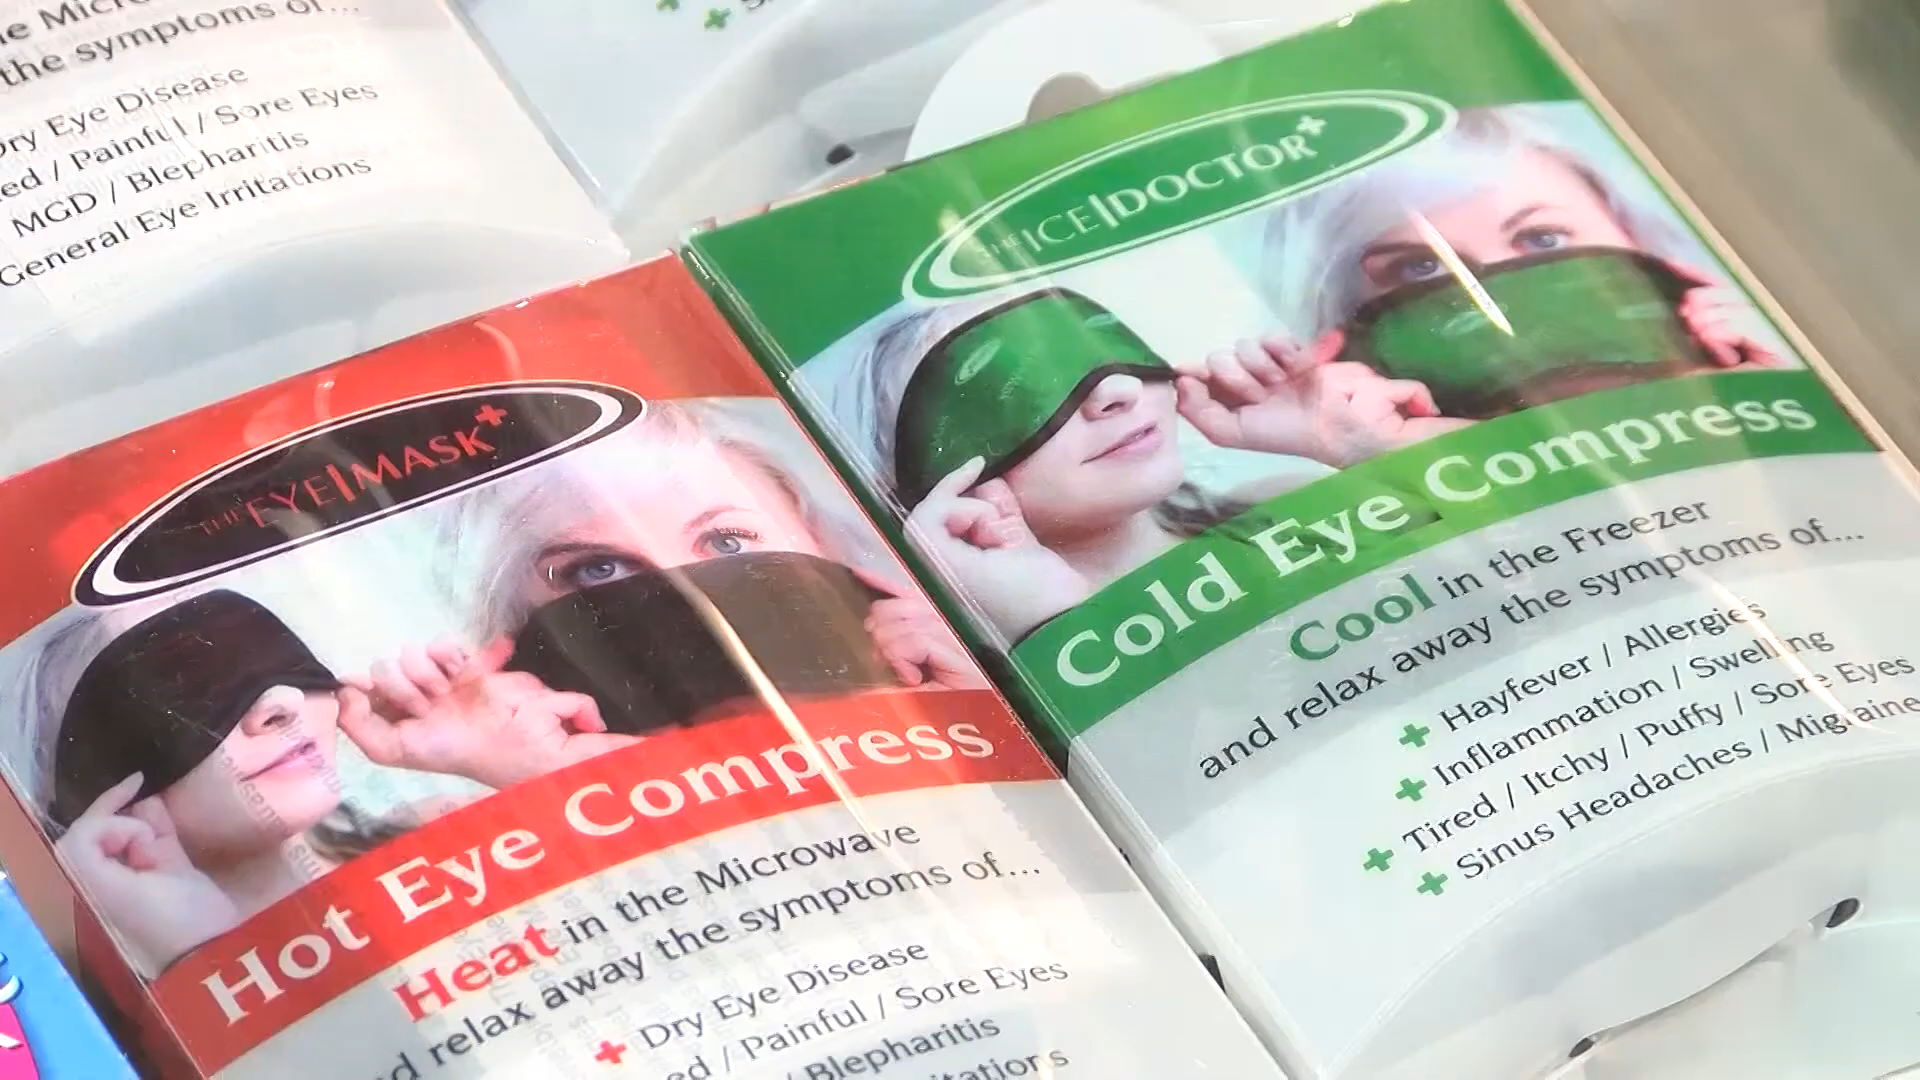 the symptoms of...
Dry Eye Disease
ed / Painful / Sore Eyes
MGD / Blepharitis
General Eye Irritations
THE ICE|DOCTOR+
Cold Eye Compress
Cool in the Freezer
and relax away the symptoms of...
Hayfever / Allergies
Inflammation / Swelling
Tired / Itchy / Puffy / Sore Eyes
Sinus Headaches / Migraine
THE EYE|MASK+
Hot Eye Compress
Heat in the Microwave
relax away the symptoms of...
Dry Eye Disease
ed / Painful / Sore Eyes
/ Blepharitis
itations